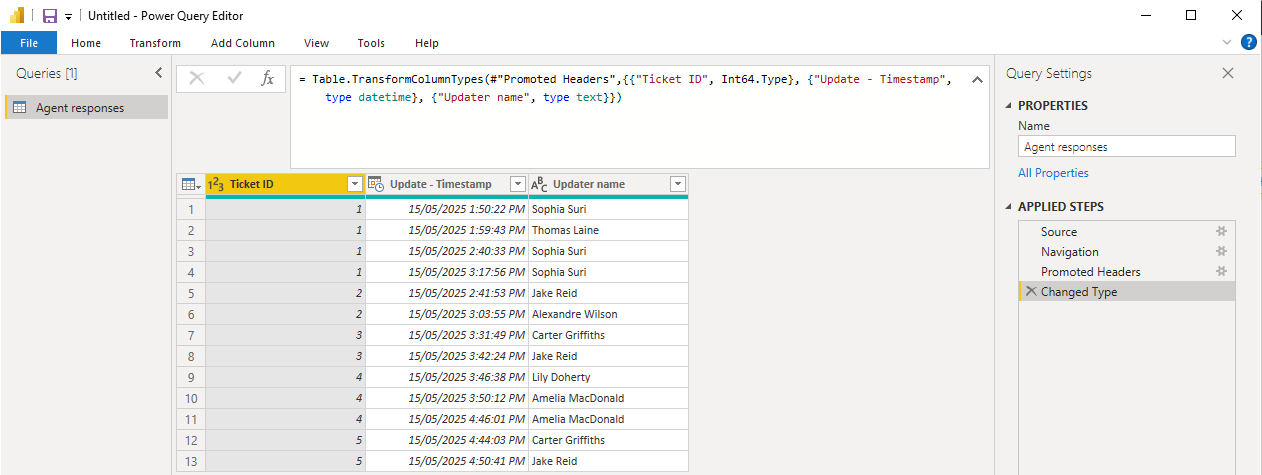 Untitled - Power Query Editor
File Home Transform Add Column View Tools Help ?
Queries [1]
Agent responses
fx = Table.TransformColumnTypes(#"Promoted Headers",{{"Ticket ID", Int64.Type}, {"Update - Timestamp",
type datetime}, {"Updater name", type text}})
1 2 3 Ticket ID Update - Timestamp A B C Updater name
1 1 15/05/2025 1:50:22 PM Sophia Suri
2 1 15/05/2025 1:59:43 PM Thomas Laine
3 1 15/05/2025 2:40:33 PM Sophia Suri
4 1 15/05/2025 3:17:56 PM Sophia Suri
5 2 15/05/2025 2:41:53 PM Jake Reid
6 2 15/05/2025 3:03:55 PM Alexandre Wilson
7 3 15/05/2025 3:31:49 PM Carter Griffiths
8 3 15/05/2025 3:42:24 PM Jake Reid
9 4 15/05/2025 3:46:38 PM Lily Doherty
10 4 15/05/2025 3:50:12 PM Amelia MacDonald
11 4 15/05/2025 4:46:01 PM Amelia MacDonald
12 5 15/05/2025 4:44:03 PM Carter Griffiths
13 5 15/05/2025 4:50:41 PM Jake Reid
Query Settings
PROPERTIES
Name
Agent responses
All Properties
APPLIED STEPS
Source
Navigation
Promoted Headers
Changed Type